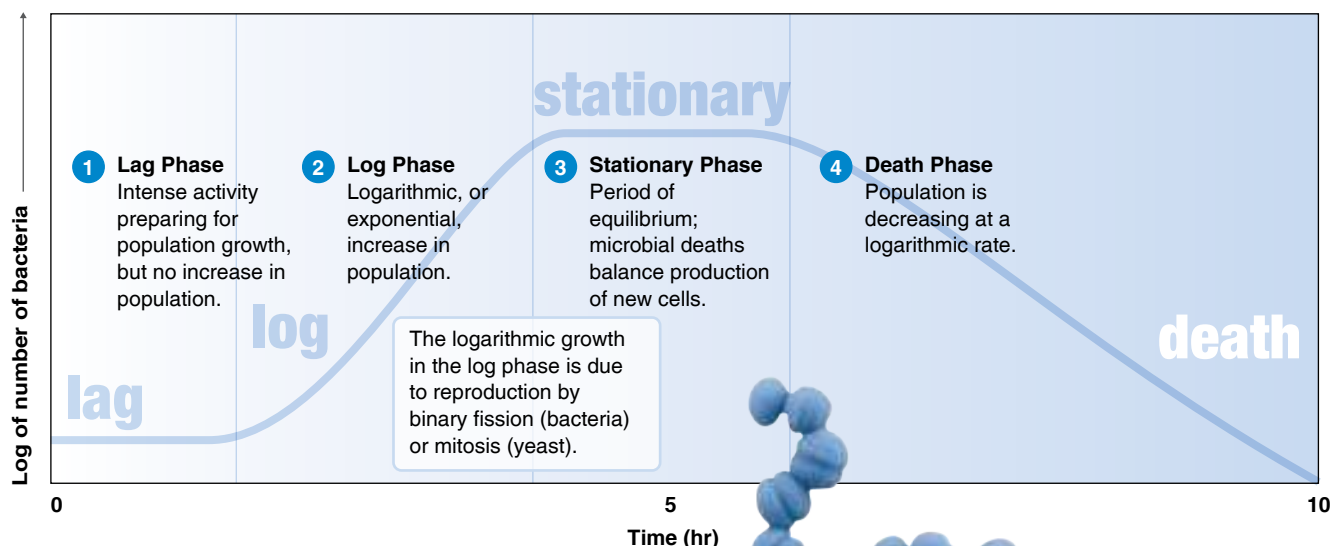 Log of number of bacteria
stationary
1 Lag Phase
Intense activity
preparing for
population growth,
but no increase in
population.
2 Log Phase
Logarithmic, or
exponential,
increase in
population.
3 Stationary Phase
Period of
equilibrium;
microbial deaths
balance production
of new cells.
4 Death Phase
Population is
decreasing at a
logarithmic rate.
log
lag
death
The logarithmic growth
in the log phase is due
to reproduction by
binary fission (bacteria)
or mitosis (yeast).
0 5 10
Time (hr)